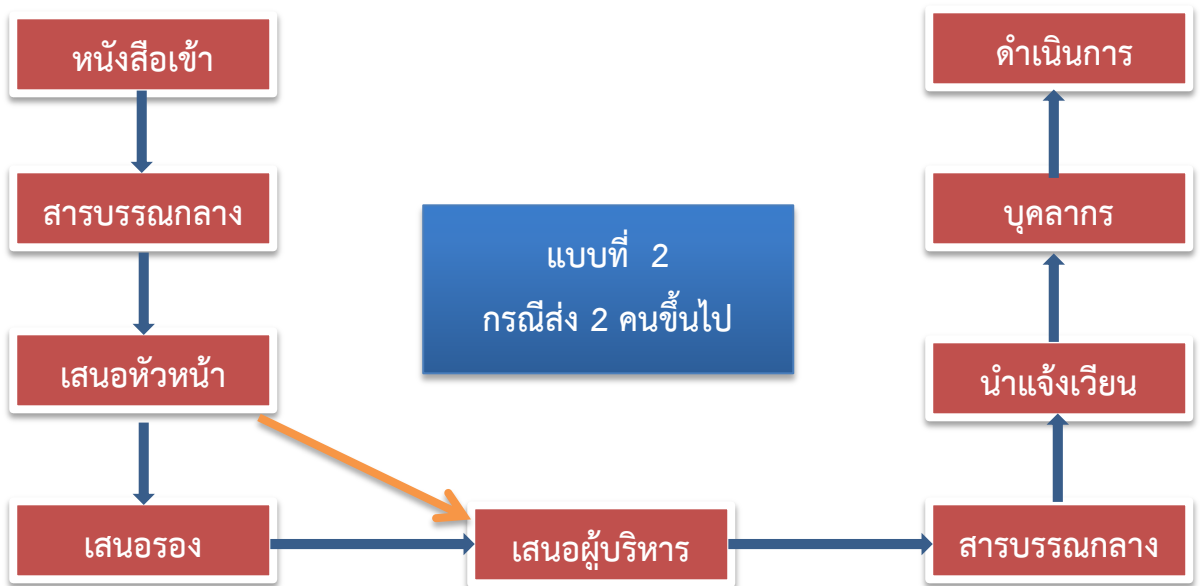 หนังสือเข้า
สารบรรณกลาง
เสนอหัวหน้า
เสนอรอง
เสนอผู้บริหาร
สารบรรณกลาง
นำแจ้งเวียน
บุคลากร
ดำเนินการ
แบบที่ 2
กรณีส่ง 2 คนขึ้นไป